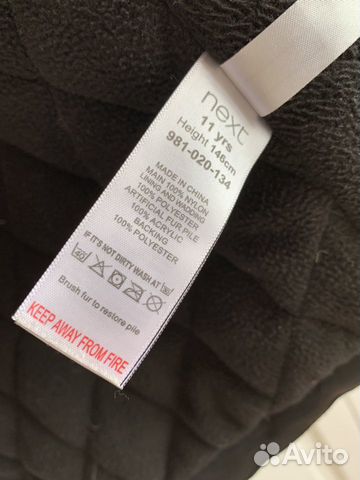 next
11 yrs
Height 146cm
981-020-134
MADE IN CHINA
MAIN 100% NYLON
LINING AND WADDING
100% POLYESTER
ARTIFICIAL FUR PILE
100% ACRYLIC
BACKING
100% POLYESTER
IF IT'S NOT DIRTY WASH AT
40
Brush fur to restore pile
KEEP AWAY FROM FIRE
Avito